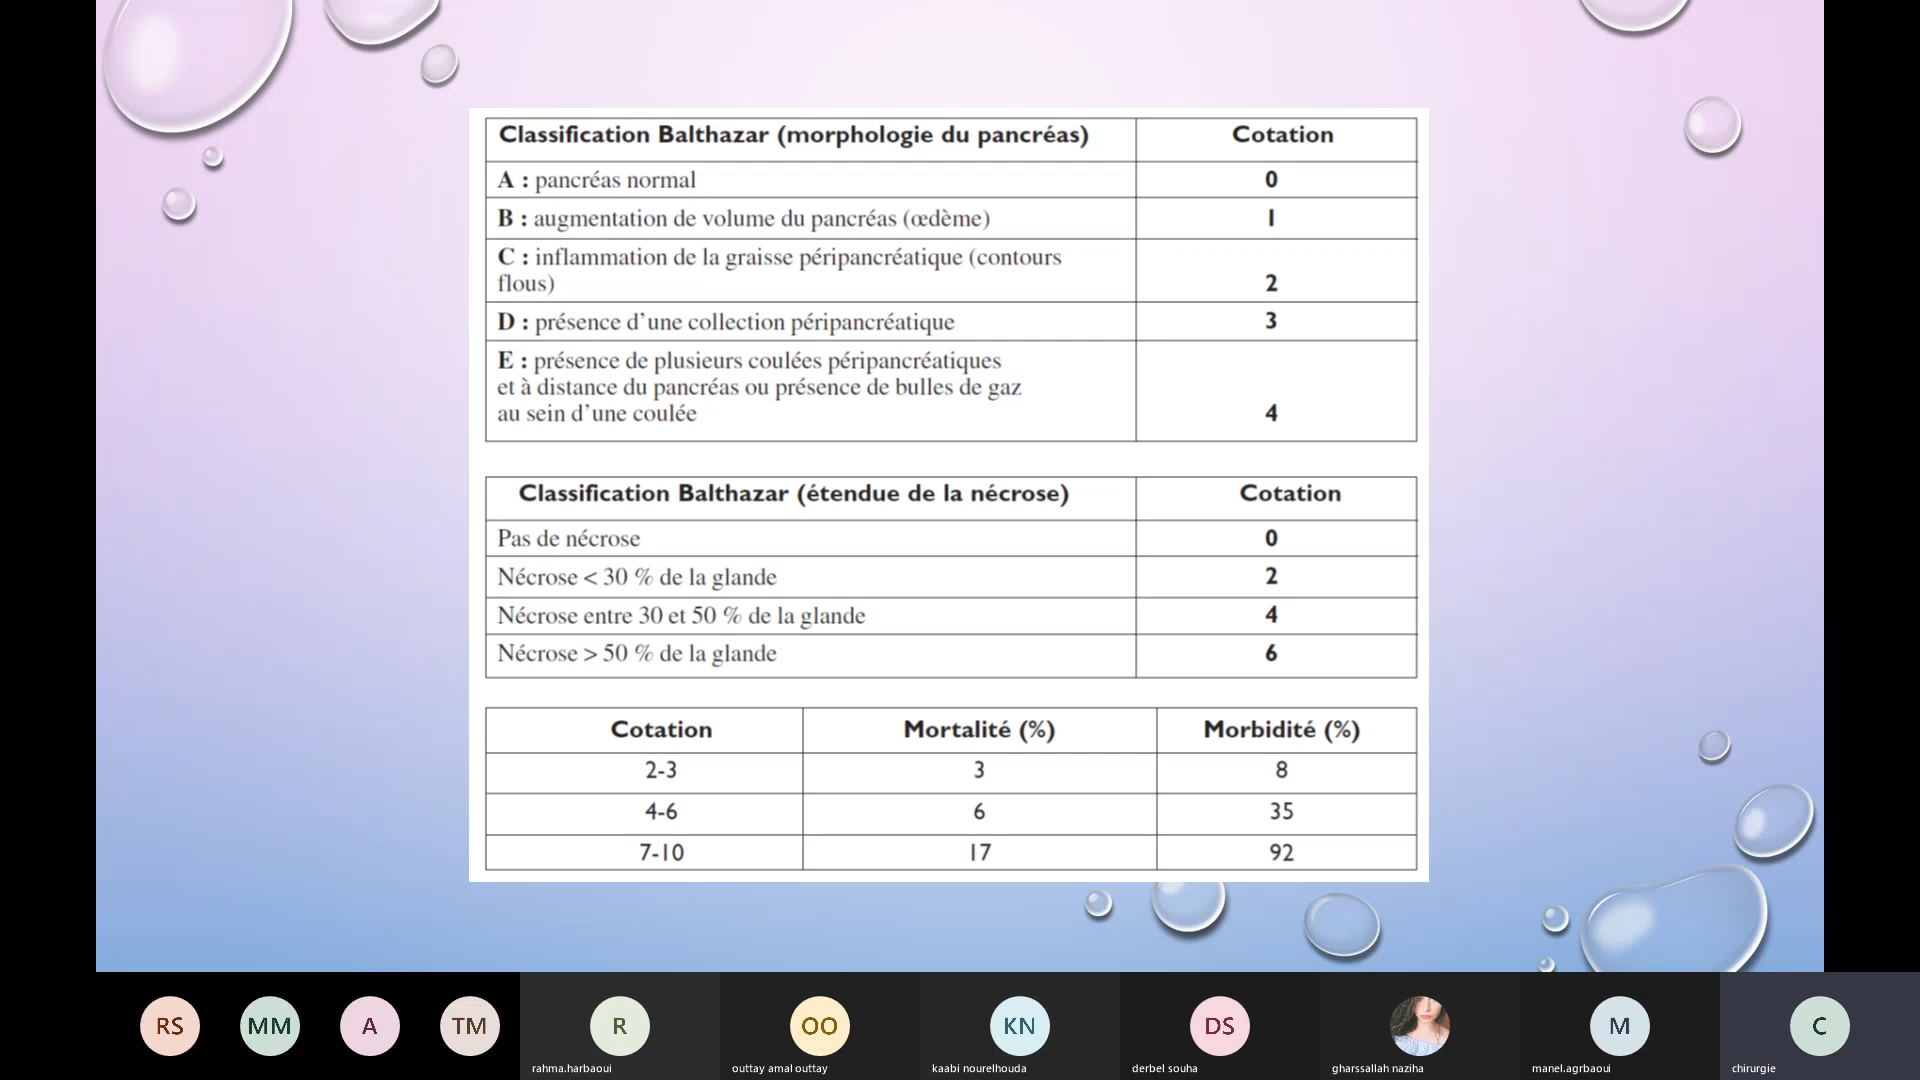 Classification Balthazar (morphologie du pancréas) Cotation
A : pancréas normal 0
B : augmentation de volume du pancréas (œdème) 1
C : inflammation de la graisse péripancréatique (contours
flous) 2
D : présence d'une collection péripancréatique 3
E : présence de plusieurs coulées péripancréatiques
et à distance du pancréas ou présence de bulles de gaz
au sein d'une coulée 4
Classification Balthazar (étendue de la nécrose) Cotation
Pas de nécrose 0
Nécrose < 30 % de la glande 2
Nécrose entre 30 et 50 % de la glande 4
Nécrose > 50 % de la glande 6
Cotation Mortalité (%) Morbidité (%)
2-3 3 8
4-6 6 35
7-10 17 92
RS MM A TM R OO KN DS M C
rahma.harbaoui outtay amal outtay kaabi nourelhouda derbel souha gharssallah naziha manel.agrbaoui chirurgie